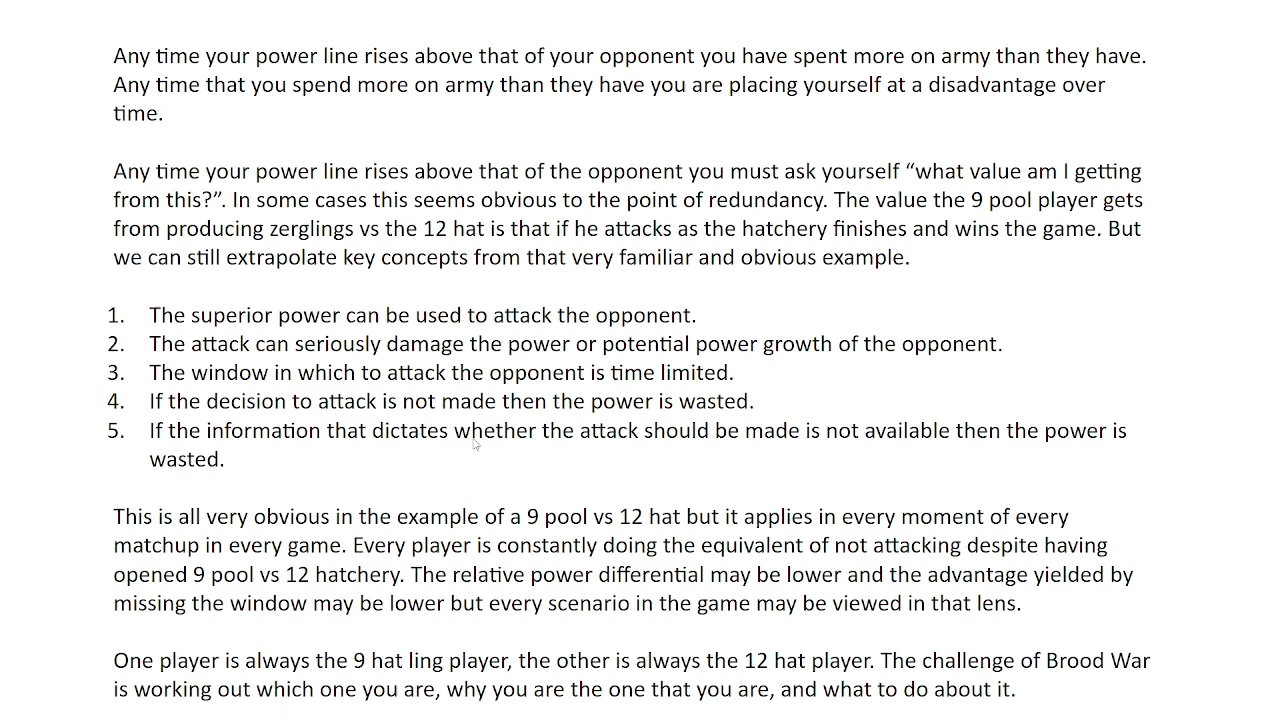 Any time your power line rises above that of your opponent you have spent more on army than they have.
Any time that you spend more on army than they have you are placing yourself at a disadvantage over
time.
Any time your power line rises above that of the opponent you must ask yourself “what value am I getting
from this?”. In some cases this seems obvious to the point of redundancy. The value the 9 pool player gets
from producing zerglings vs the 12 hat is that if he attacks as the hatchery finishes and wins the game. But
we can still extrapolate key concepts from that very familiar and obvious example.
1. The superior power can be used to attack the opponent.
2. The attack can seriously damage the power or potential power growth of the opponent.
3. The window in which to attack the opponent is time limited.
4. If the decision to attack is not made then the power is wasted.
5. If the information that dictates whether the attack should be made is not available then the power is
wasted.
This is all very obvious in the example of a 9 pool vs 12 hat but it applies in every moment of every
matchup in every game. Every player is constantly doing the equivalent of not attacking despite having
opened 9 pool vs 12 hatchery. The relative power differential may be lower and the advantage yielded by
missing the window may be lower but every scenario in the game may be viewed in that lens.
One player is always the 9 hat ling player, the other is always the 12 hat player. The challenge of Brood War
is working out which one you are, why you are the one that you are, and what to do about it.